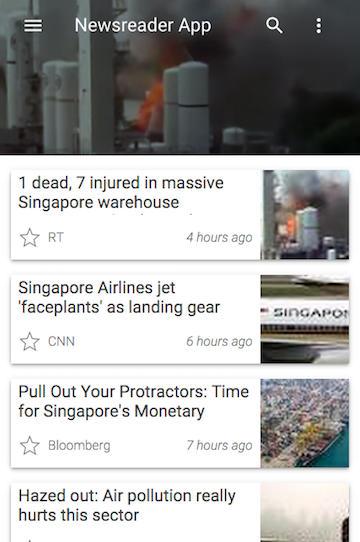 Newsreader App
1 dead, 7 injured in massive
Singapore warehouse
RT
4 hours ago
Singapore Airlines jet
'faceplants' as landing gear
CNN
6 hours ago
SINGAPOR
Pull Out Your Protractors: Time
for Singapore's Monetary
Bloomberg
7 hours ago
Hazed out: Air pollution really
hurts this sector